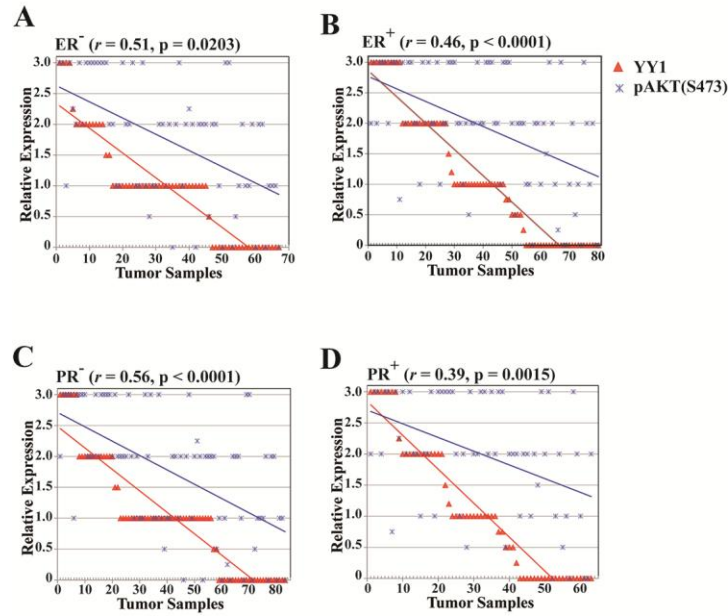 A
ER⁻ (r = 0.51, p = 0.0203)
3.0
2.5
2.0
1.5
1.0
0.5
0
Relative Expression
0 10 20 30 40 50 60 70
Tumor Samples
B
ER⁺ (r = 0.46, p < 0.0001)
3.0
2.5
2.0
1.5
1.0
0.5
0
Relative Expression
0 10 20 30 40 50 60 70 80
Tumor Samples
YY1
pAKT(S473)
C
PR⁻ (r = 0.56, p < 0.0001)
3.0
2.5
2.0
1.5
1.0
0.5
0
Relative Expression
0 20 40 60 80
Tumor Samples
D
PR⁺ (r = 0.39, p = 0.0015)
3.0
2.5
2.0
1.5
1.0
0.5
0
Relative Expression
0 10 20 30 40 50 60
Tumor Samples